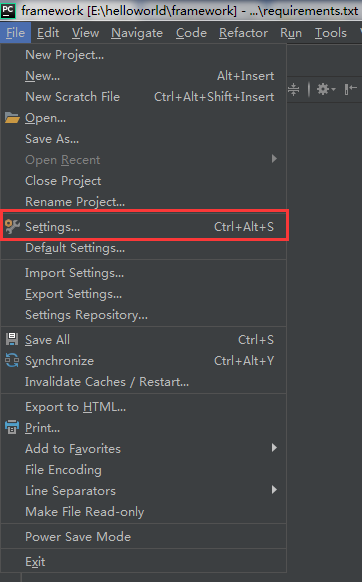 PC framework [E:\helloworld\framework] - ...\requirements.txt
File Edit View Navigate Code Refactor Run Tools
New Project...
New... Alt+Insert
New Scratch File Ctrl+Alt+Shift+Insert
Open...
Save As...
Open Recent
Close Project
Rename Project...
Settings... Ctrl+Alt+S
Default Settings...
Import Settings...
Export Settings...
Settings Repository...
Save All Ctrl+S
Synchronize Ctrl+Alt+Y
Invalidate Caches / Restart...
Export to HTML...
Print...
Add to Favorites
File Encoding
Line Separators
Make File Read-only
Power Save Mode
Exit